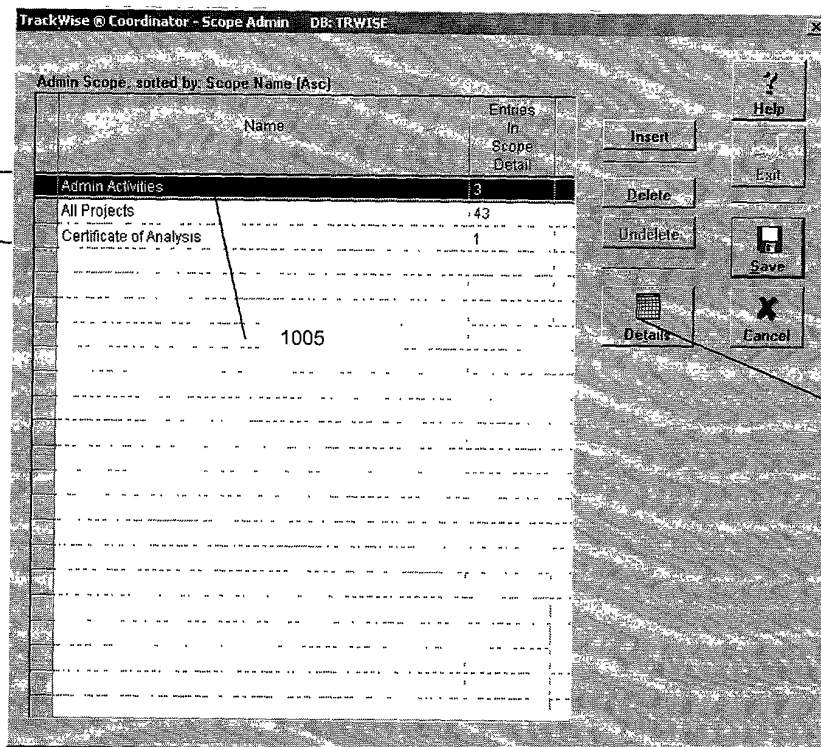 TrackWise ® Coordinator - Scope Admin DB: TRWISE
Admin Scope, sorted by: Scope Name (Asc)
Name
Entries
In
Scope
Detail
Admin Activities 3
All Projects 43
Certificate of Analysis 1
1005
Insert
Delete
Undelete
Details
Help
Exit
Save
Cancel